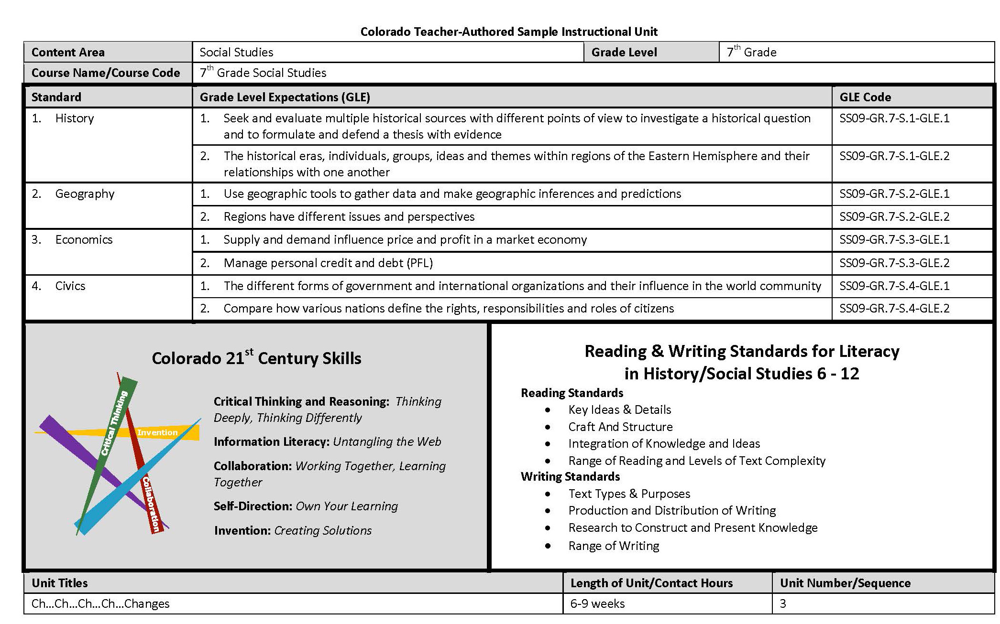 Colorado Teacher-Authored Sample Instructional Unit
Content Area Social Studies Grade Level 7th Grade
Course Name/Course Code 7th Grade Social Studies
Standard Grade Level Expectations (GLE) GLE Code
1. History 1. Seek and evaluate multiple historical sources with different points of view to investigate a historical question SS09-GR.7-S.1-GLE.1
and to formulate and defend a thesis with evidence
2. The historical eras, individuals, groups, ideas and themes within regions of the Eastern Hemisphere and their SS09-GR.7-S.1-GLE.2
relationships with one another
2. Geography 1. Use geographic tools to gather data and make geographic inferences and predictions SS09-GR.7-S.2-GLE.1
2. Regions have different issues and perspectives SS09-GR.7-S.2-GLE.2
3. Economics 1. Supply and demand influence price and profit in a market economy SS09-GR.7-S.3-GLE.1
2. Manage personal credit and debt (PFL) SS09-GR.7-S.3-GLE.2
4. Civics 1. The different forms of government and international organizations and their influence in the world community SS09-GR.7-S.4-GLE.1
2. Compare how various nations define the rights, responsibilities and roles of citizens SS09-GR.7-S.4-GLE.2
Colorado 21st Century Skills
Critical Thinking
Invention
Collaboration
Critical Thinking and Reasoning: Thinking
Deeply, Thinking Differently
Information Literacy: Untangling the Web
Collaboration: Working Together, Learning
Together
Self-Direction: Own Your Learning
Invention: Creating Solutions
Reading & Writing Standards for Literacy
in History/Social Studies 6 - 12
Reading Standards
• Key Ideas & Details
• Craft And Structure
• Integration of Knowledge and Ideas
• Range of Reading and Levels of Text Complexity
Writing Standards
• Text Types & Purposes
• Production and Distribution of Writing
• Research to Construct and Present Knowledge
• Range of Writing
Unit Titles Length of Unit/Contact Hours Unit Number/Sequence
Ch...Ch...Ch...Ch...Changes 6-9 weeks 3